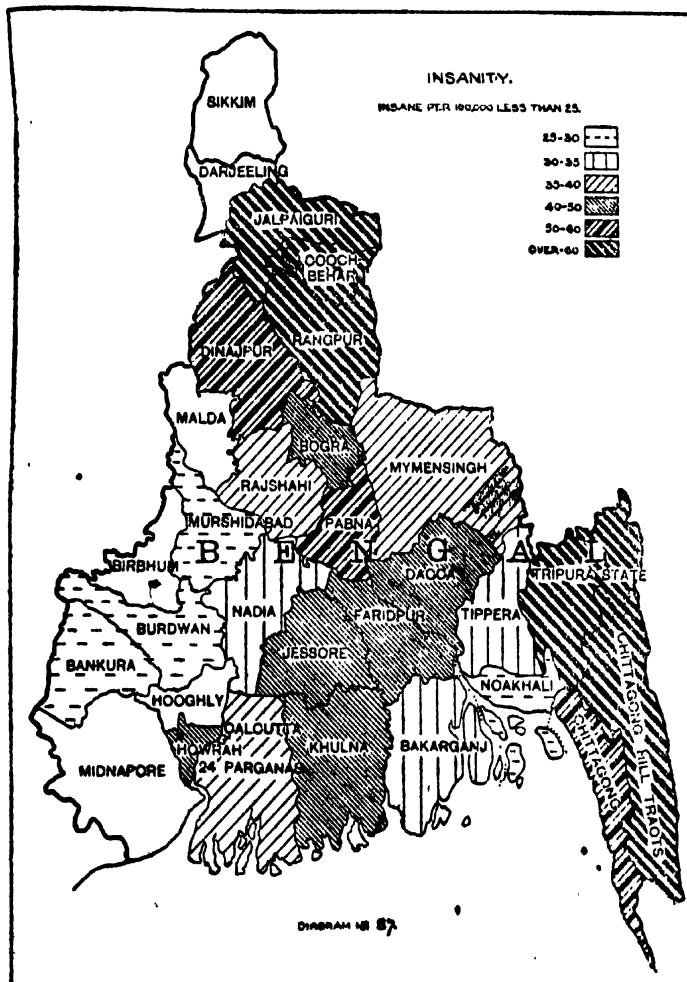 INSANITY.
INSANE PER 100,000 LESS THAN 25.
25-30
30-35
35-40
40-50
50-60
OVER-60
SIKKIM
DARJEELING
JALPAIGURI
COOCH-
BEHAR
RANGPUR
DINAJPUR
MALDA
BOGRA
RAJSHAHI
MYMENSINGH
MURSHIDABAD
PABNA
BENGAL
BIRBHUM
DACCA
TRIPURA STATE
NADIA
FARIDPUR
TIPPERA
BURDWAN
BANKURA
JESSORE
NOAKHALI
HOOGHLY
CHITTAGONG HILL TRACTS
CALCUTTA
HOWRAH
24 PARGANAS
KHULNA
BAKARGANJ
CHITTAGONG
MIDNAPORE
DIAGRAM No 87.